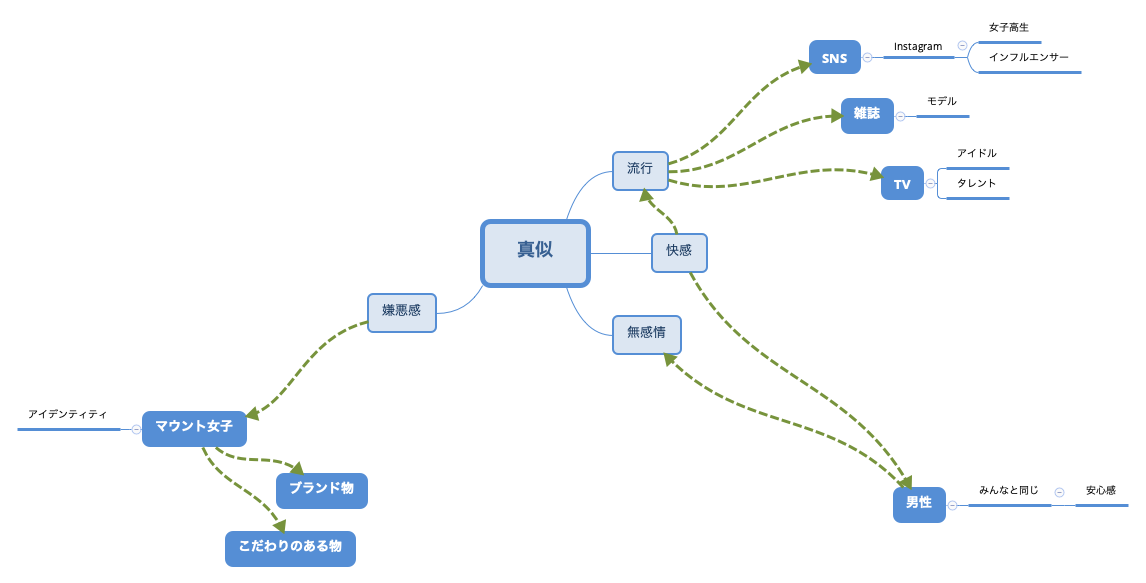 女子高生
SNS
Instagram
インフルエンサー
雑誌
モデル
アイドル
TV
タレント
流行
真似
快感
嫌悪感
無感情
アイデンティティ
マウント女子
ブランド物
男性
みんなと同じ
安心感
こだわりのある物